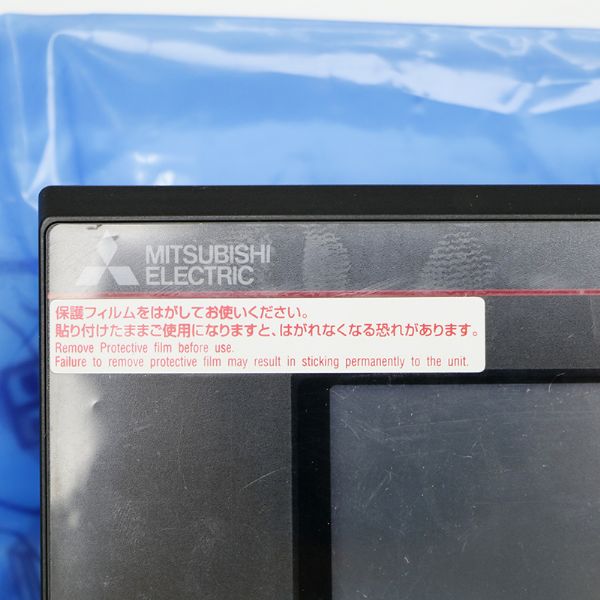 MITSUBISHI
ELECTRIC
保護フィルムをはがしてお使いください。
貼り付けたままご使用になりますと、はがれなくなる恐れがあります。
Remove Protective film before use.
Failure to remove protective film may result in sticking permanently to the unit.